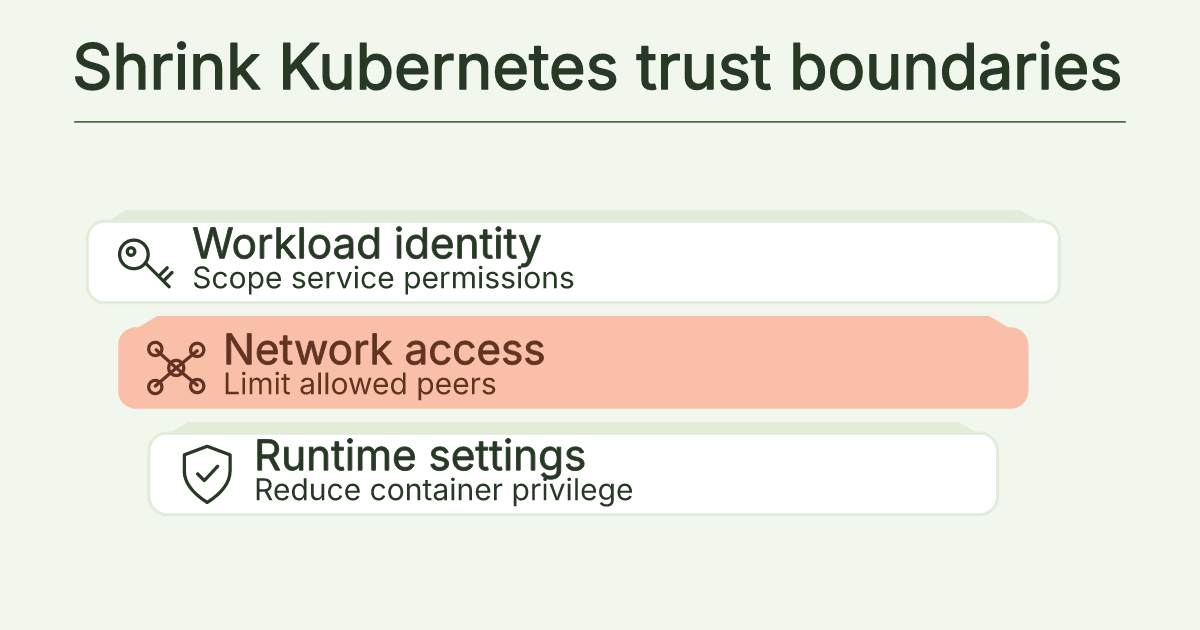 Shrink Kubernetes trust boundaries
Workload identity
Scope service permissions
Network access
Limit allowed peers
Runtime settings
Reduce container privilege